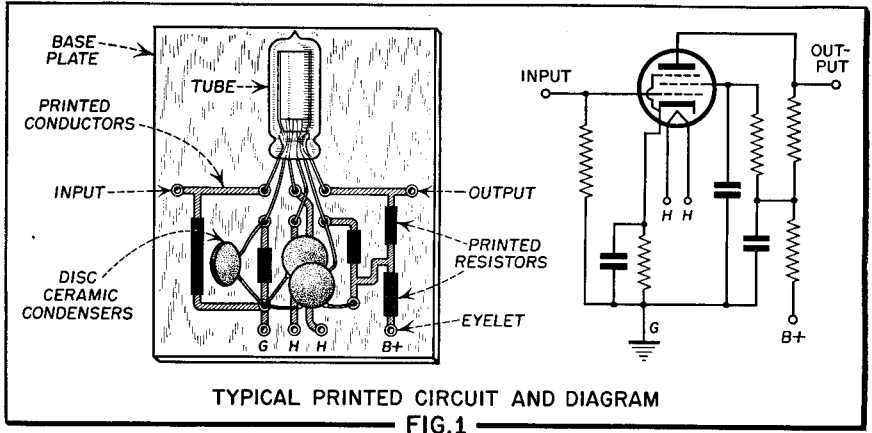 BASE
PLATE
TUBE
PRINTED
CONDUCTORS
INPUT
OUTPUT
DISC
CERAMIC
CONDENSERS
PRINTED
RESISTORS
EYELET
G H H B+
INPUT
OUT-
PUT
H H
G
B+
TYPICAL PRINTED CIRCUIT AND DIAGRAM
FIG.1